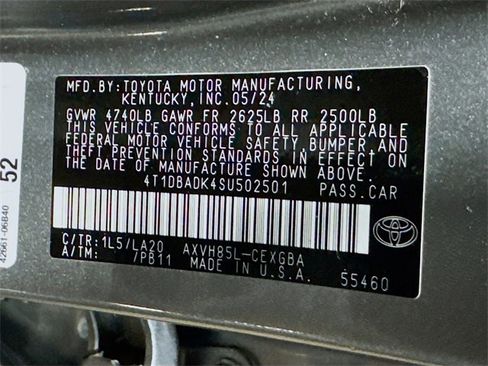 MFD.BY:TOYOTA MOTOR MANUFACTURING,
KENTUCKY, INC.05/24
GVWR 4740LB GAWR FR 2625LB RR 2500LB
THIS VEHICLE CONFORMS TO ALL APPLICABLE
FEDERAL MOTOR VEHICLE SAFETY, BUMPER AND
THEFT PREVENTION STANDARDS IN EFFECT ON
THE DATE OF MANUFACTURE SHOWN ABOVE.
4T1DBADK4SU502501 PASS.CAR
C/TR:1L5/LA20 AXVH85L-CEXGBA
A/TM: /PB11 MADE IN U.S.A. 55460
52
42661-06B40